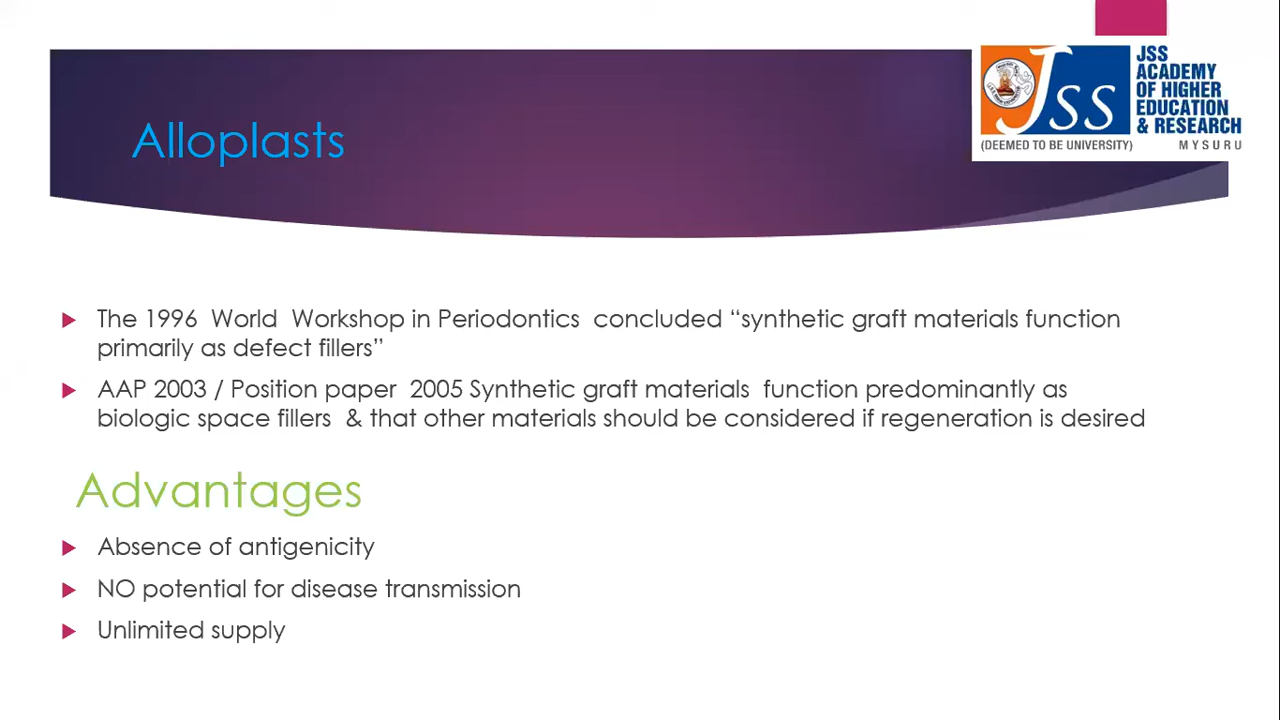 Alloplasts
JSS
JSS
ACADEMY
OF HIGHER
EDUCATION
& RESEARCH
(DEEMED TO BE UNIVERSITY) MYSURU
The 1996 World Workshop in Periodontics concluded “synthetic graft materials function
primarily as defect fillers”
AAP 2003 / Position paper 2005 Synthetic graft materials function predominantly as
biologic space fillers & that other materials should be considered if regeneration is desired
Advantages
Absence of antigenicity
NO potential for disease transmission
Unlimited supply